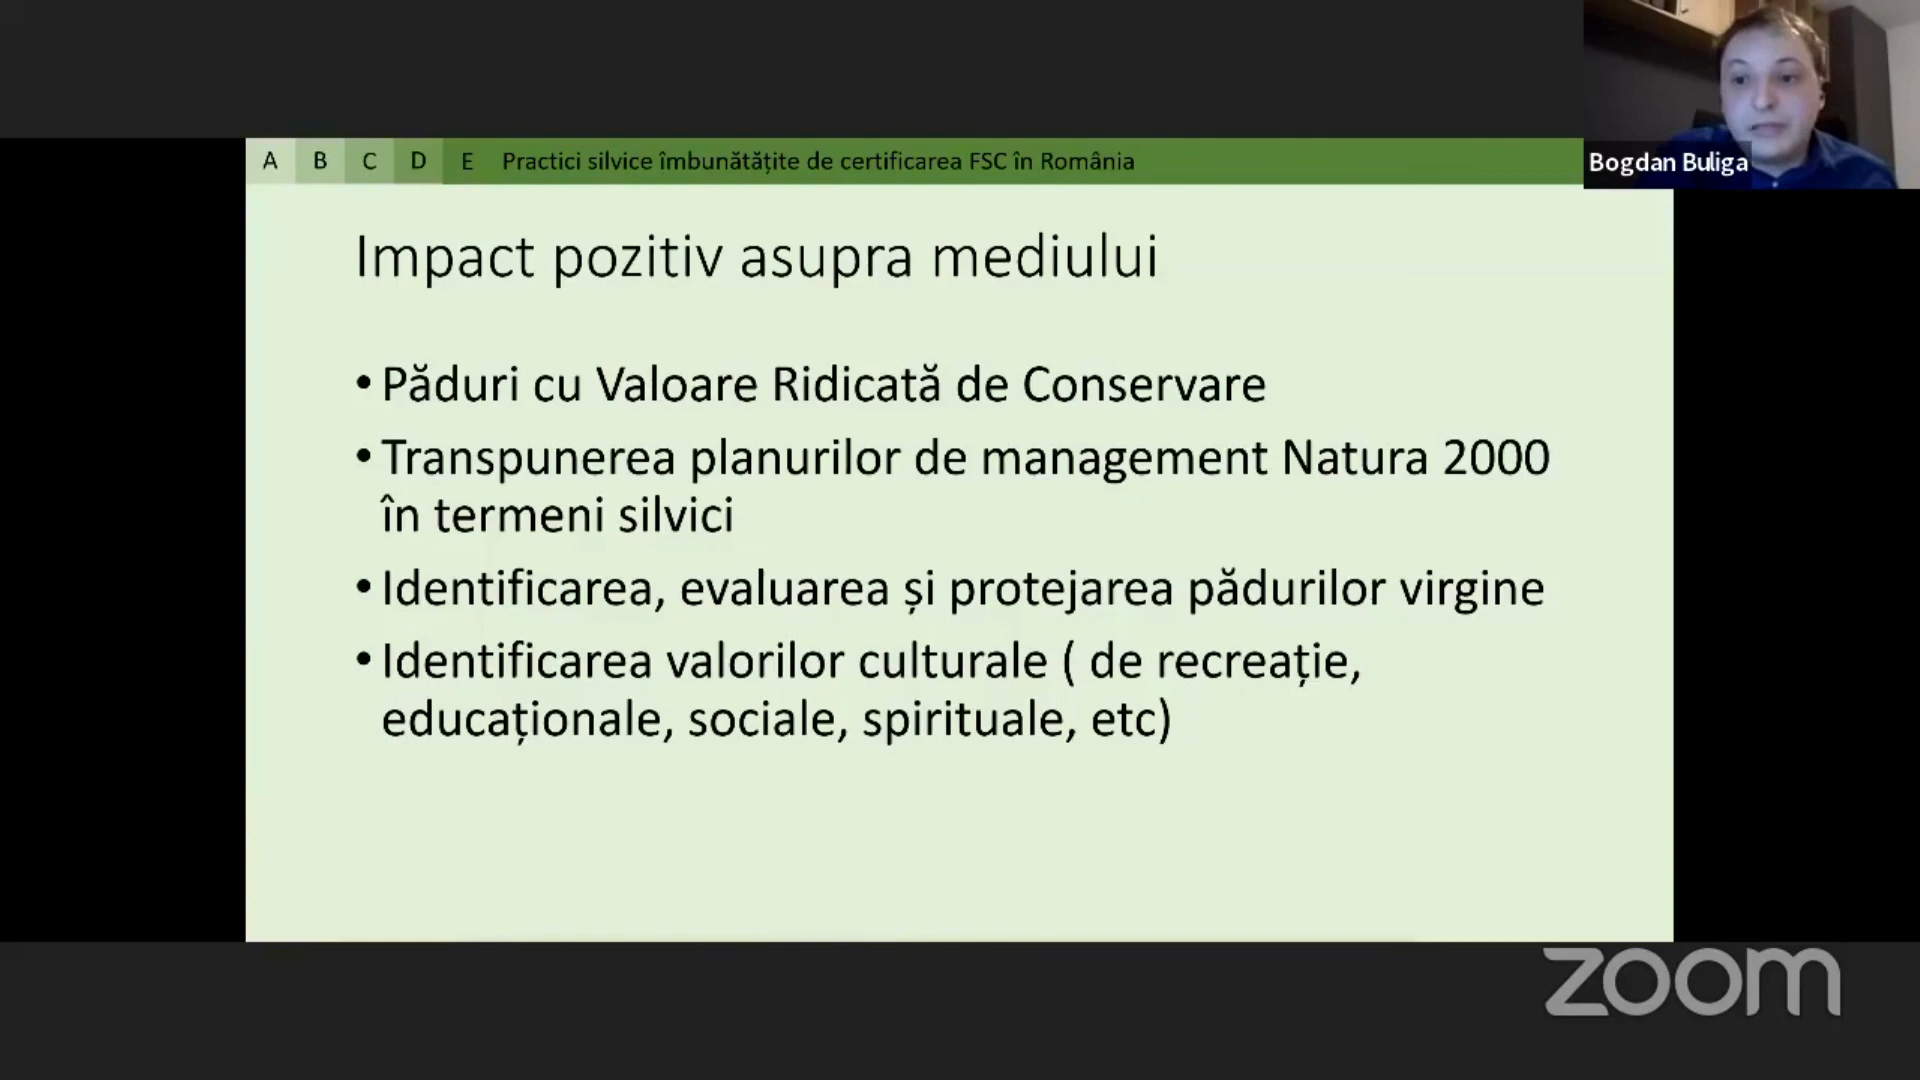 A B C D E Practici silvice îmbunătățite de certificarea FSC în România
Bogdan Buliga
Impact pozitiv asupra mediului
• Păduri cu Valoare Ridicată de Conservare
• Transpunerea planurilor de management Natura 2000
în termeni silvici
• Identificarea, evaluarea și protejarea pădurilor virgine
• Identificarea valorilor culturale ( de recreație,
educaționale, sociale, spirituale, etc)
zoom